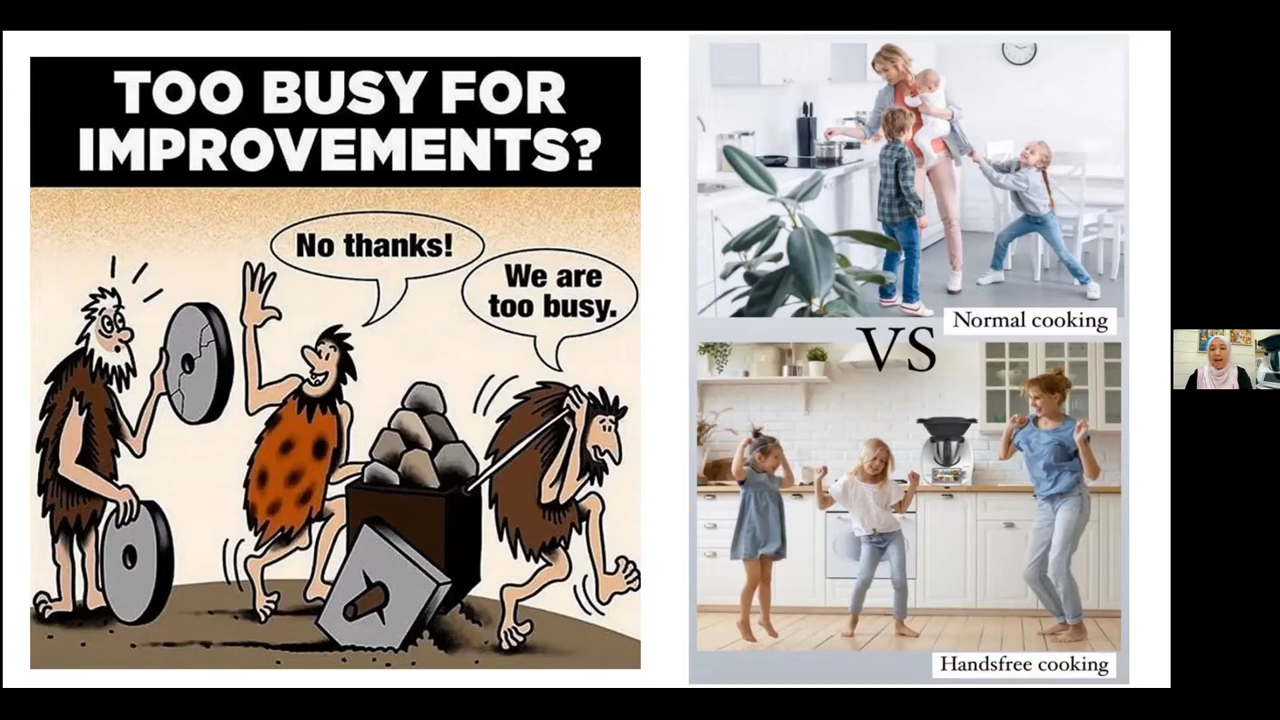 TOO BUSY FOR
IMPROVEMENTS?
No thanks!
We are
too busy.
Normal cooking
VS
Handsfree cooking